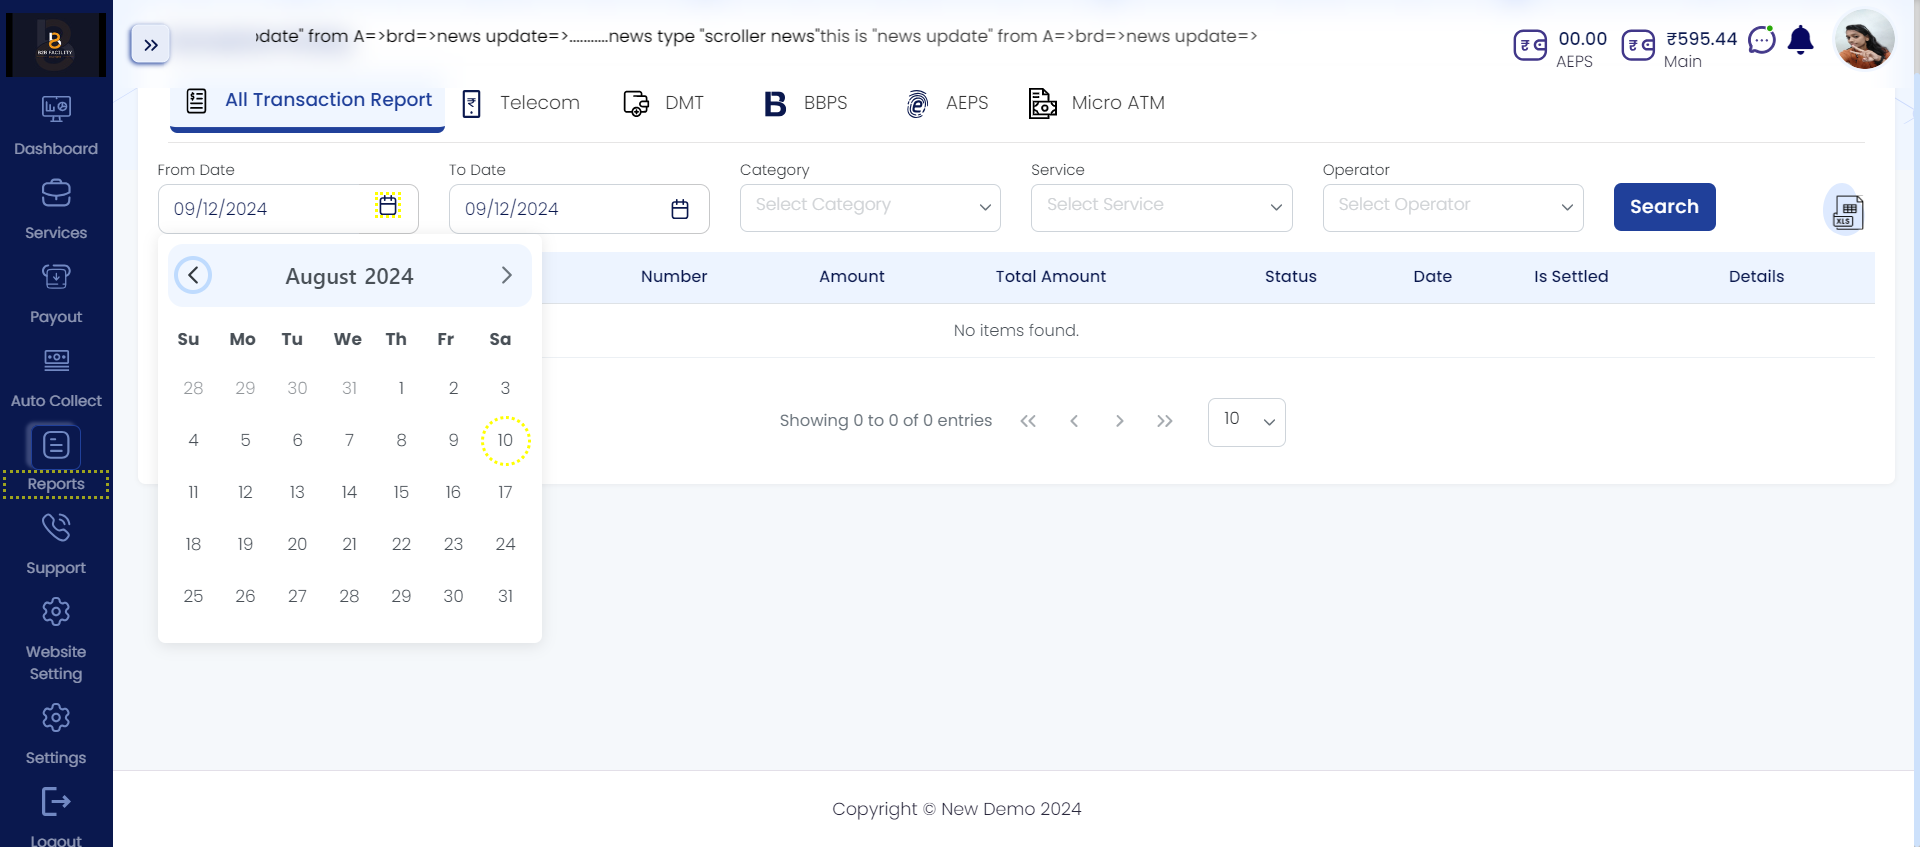 B2B FACILITY
Dashboard
Services
Payout
Auto Collect
Reports
Support
Website
Setting
Settings
Logout
»
odate" from A=>brd=>news update=>...........news type "scroller news"this is "news update" from A=>brd=>news update=>
00.00
AEPS
₹595.44
Main
All Transaction Report
Telecom
DMT
B BBPS
AEPS
Micro ATM
From Date
To Date
Category
Service
Operator
09/12/2024
09/12/2024
Select Category
Select Service
Select Operator
Search
XLS
August 2024
Su Mo Tu We Th Fr Sa
28 29 30 31 1 2 3
4 5 6 7 8 9 10
11 12 13 14 15 16 17
18 19 20 21 22 23 24
25 26 27 28 29 30 31
Number Amount Total Amount Status Date Is Settled Details
No items found.
Showing 0 to 0 of 0 entries
10
Copyright © New Demo 2024